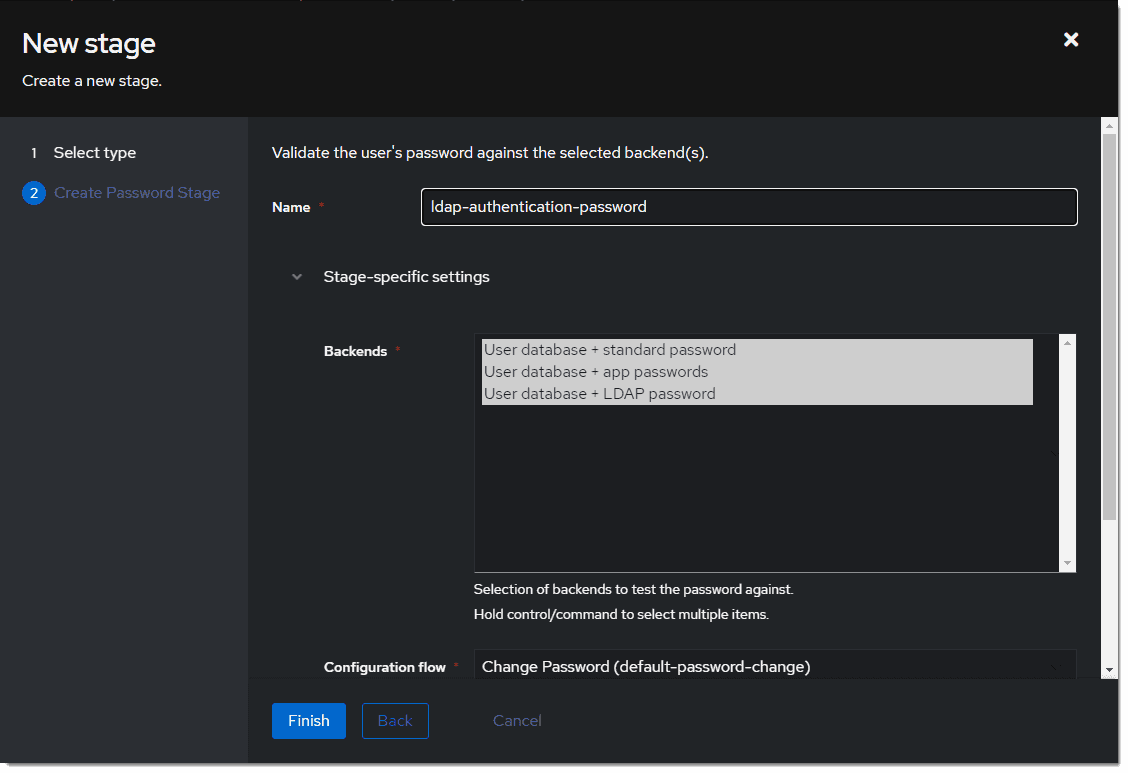 New stage
Create a new stage.
1 Select type
2 Create Password Stage
Validate the user's password against the selected backend(s).
Name *
ldap-authentication-password
Stage-specific settings
Backends *
User database + standard password
User database + app passwords
User database + LDAP password
Selection of backends to test the password against.
Hold control/command to select multiple items.
Configuration flow *
Change Password (default-password-change)
Finish
Back
Cancel